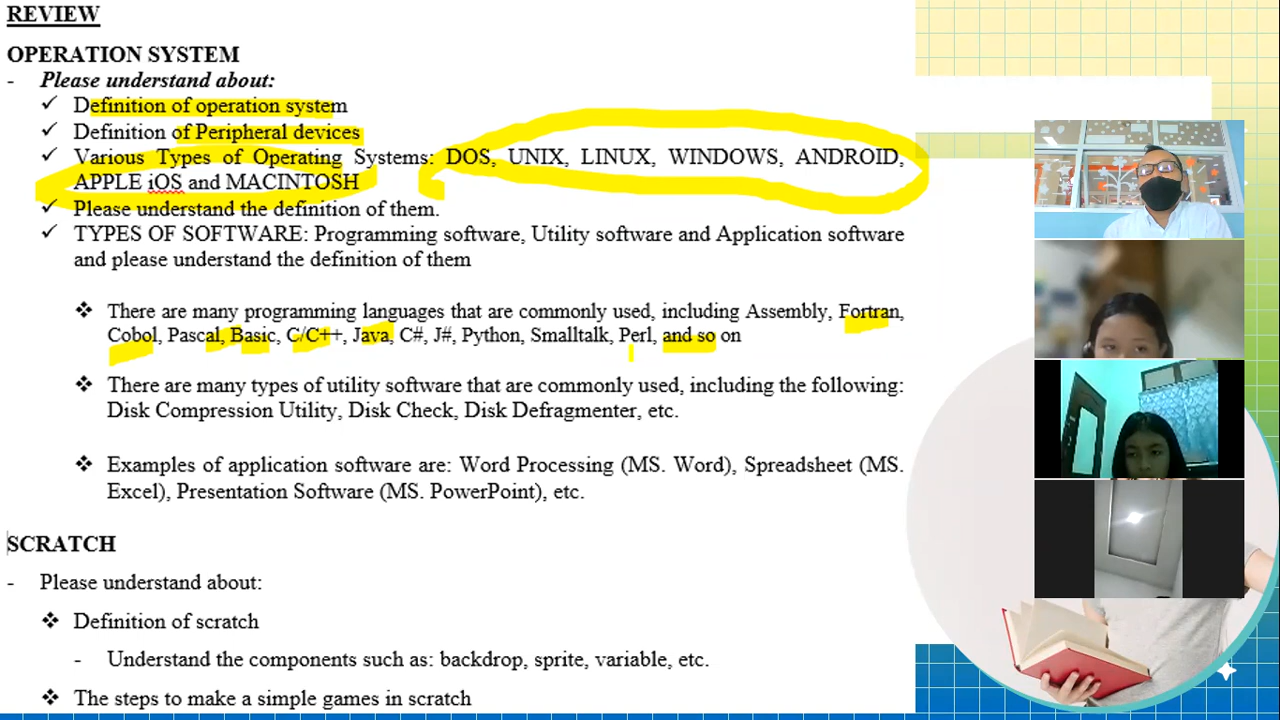 REVIEW
OPERATION SYSTEM
- Please understand about:
✓ Definition of operation system
✓ Definition of Peripheral devices
✓ Various Types of Operating Systems: DOS, UNIX, LINUX, WINDOWS, ANDROID,
APPLE iOS and MACINTOSH
✓ Please understand the definition of them.
✓ TYPES OF SOFTWARE: Programming software, Utility software and Application software
and please understand the definition of them
❖ There are many programming languages that are commonly used, including Assembly, Fortran,
Cobol, Pascal, Basic, C/C++, Java, C#, J#, Python, Smalltalk, Perl, and so on
❖ There are many types of utility software that are commonly used, including the following:
Disk Compression Utility, Disk Check, Disk Defragmenter, etc.
❖ Examples of application software are: Word Processing (MS. Word), Spreadsheet (MS.
Excel), Presentation Software (MS. PowerPoint), etc.
SCRATCH
- Please understand about:
❖ Definition of scratch
- Understand the components such as: backdrop, sprite, variable, etc.
❖ The steps to make a simple games in scratch